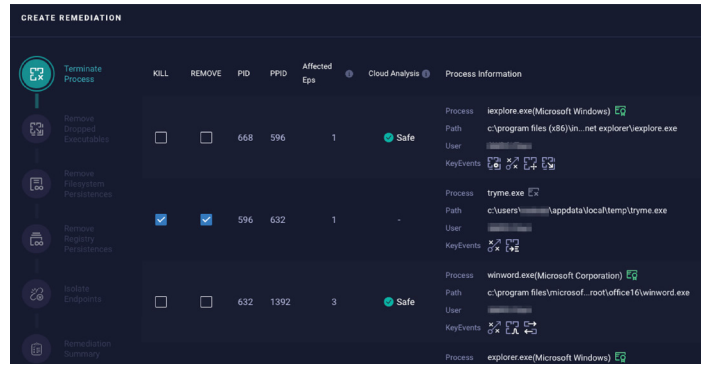 CREATE REMEDIATION
Terminate
Process
Remove
Dropped
Executables
Remove
Filesystem
Persistences
Remove
Registry
Persistences
Isolate
Endpoints
Remediation
Summary
KILL REMOVE PID PPID Affected Eps Cloud Analysis Process Information
Process iexplore.exe(Microsoft Windows)
668 596 1 Safe Path c:\program files (x86)\in...net explorer\iexplore.exe
User
KeyEvents
Process tryme.exe
596 632 1 - Path c:\users\ \appdata\local\temp\tryme.exe
User
KeyEvents
Process winword.exe(Microsoft Corporation)
632 1392 3 Safe Path c:\program files\microsof...root\office16\winword.exe
User
KeyEvents
Process explorer.exe(Microsoft Windows)